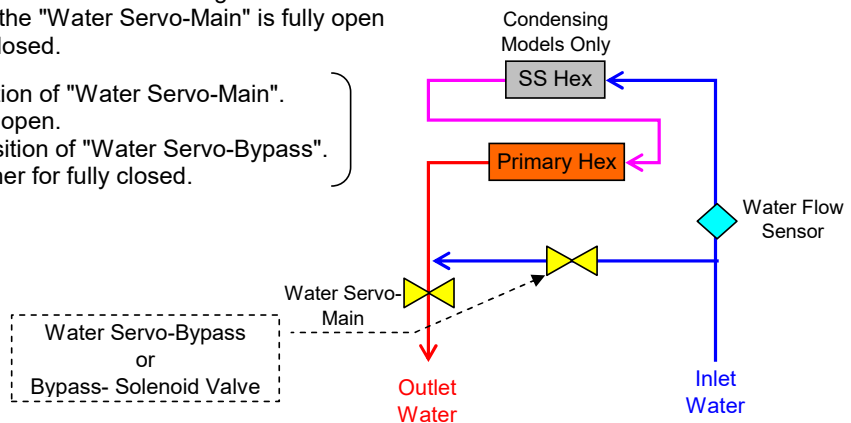 the "Water Servo-Main" is fully open
losed.
tion of "Water Servo-Main".
open.
sition of "Water Servo-Bypass".
her for fully closed.
Condensing
Models Only
SS Hex
Primary Hex
Water Flow
Sensor
Water Servo-
Main
Water Servo-Bypass
or
Bypass- Solenoid Valve
Outlet
Water
Inlet
Water